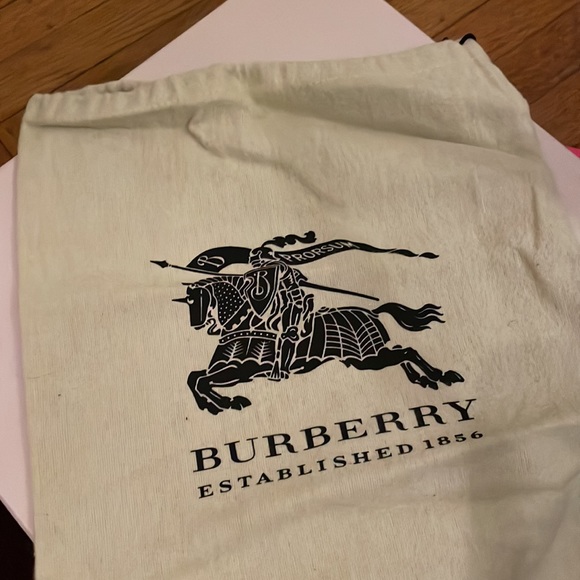 B
PRORSUM
B
BURBERRY
ESTABLISHED 1856